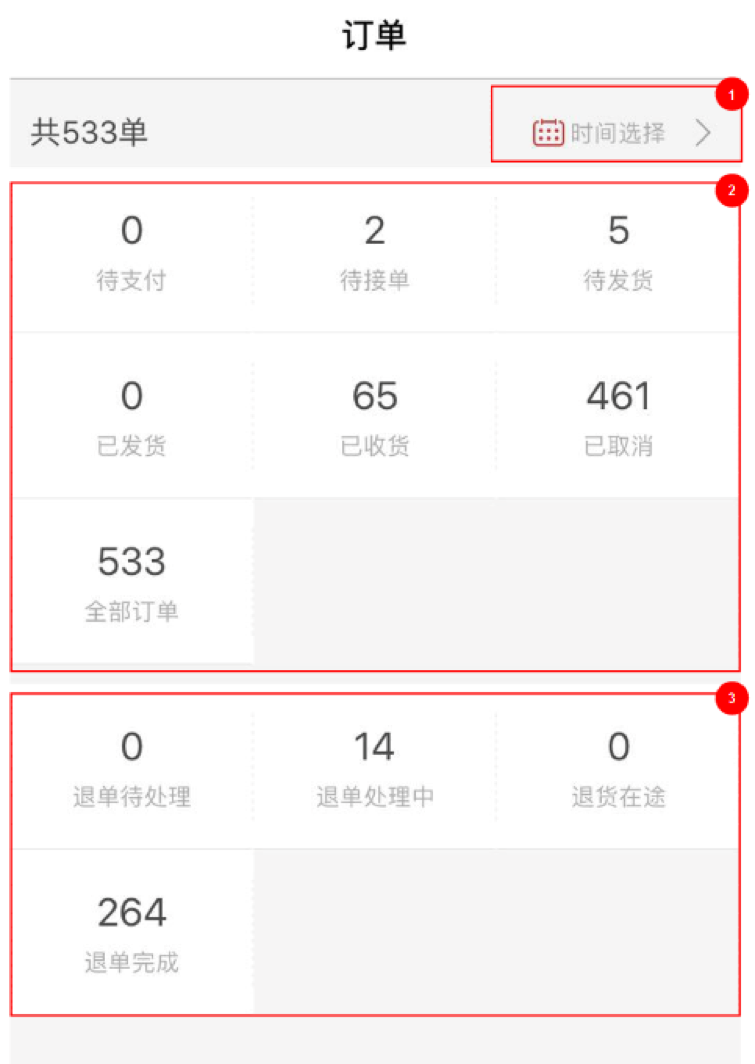 订单
1
共533单 时间选择
2
0 2 5
待支付 待接单 待发货
0 65 461
已发货 已收货 已取消
533
全部订单
3
0 14 0
退单待处理 退单处理中 退货在途
264
退单完成